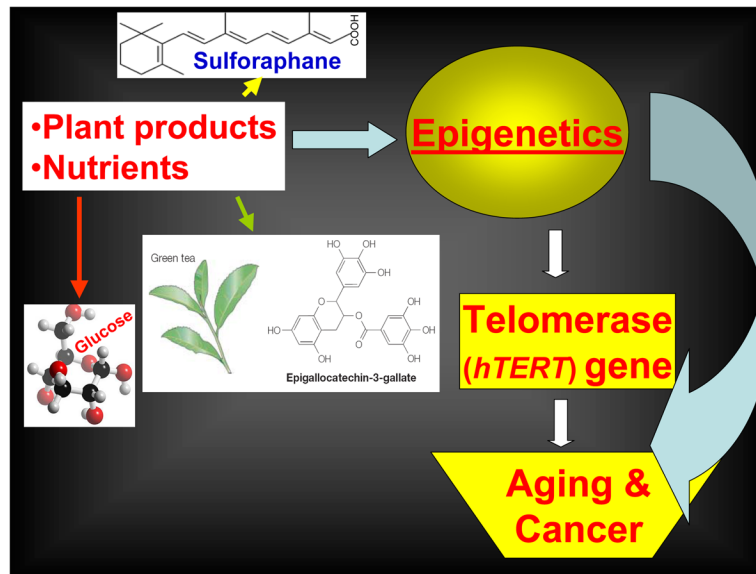 COOH
Sulforaphane
•Plant products
•Nutrients
Epigenetics
Green tea
OH
HO
OH
OH
HO
O
OH
O
O
OH
OH
OH
Epigallocatechin-3-gallate
Glucose
Telomerase
(hTERT) gene
Aging &
Cancer